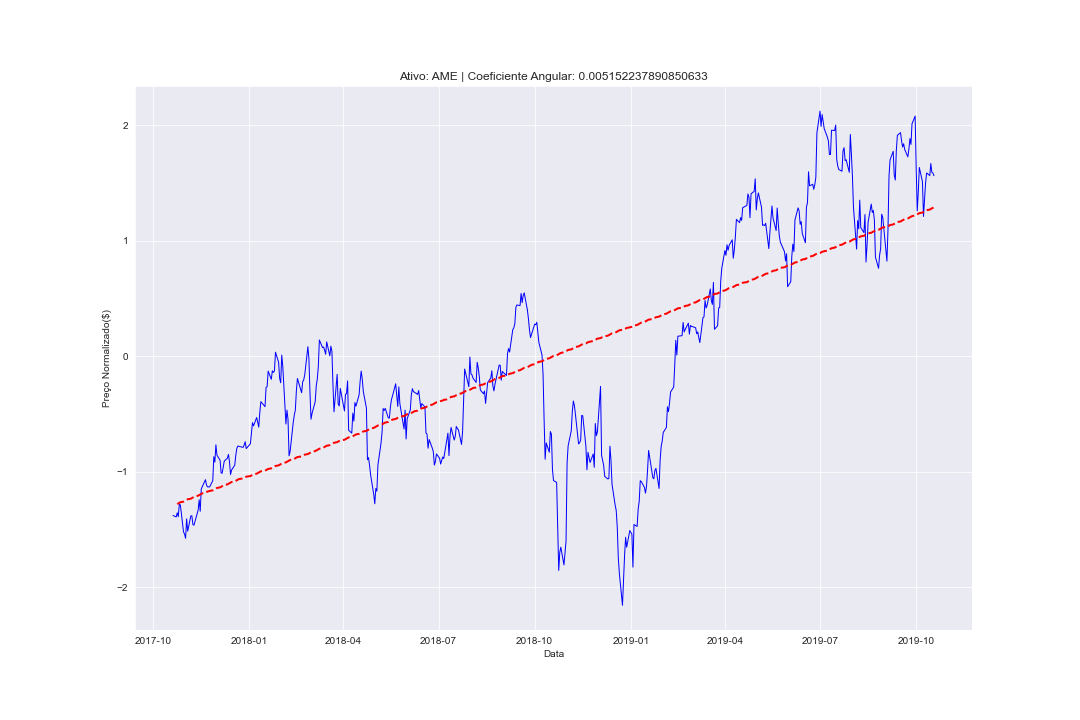 Ativo: AME | Coeficiente Angular: 0.005152237890850633
Preço Normalizado($)
2
1
0
−1
−2
2017-10 2018-01 2018-04 2018-07 2018-10 2019-01 2019-04 2019-07 2019-10
Data